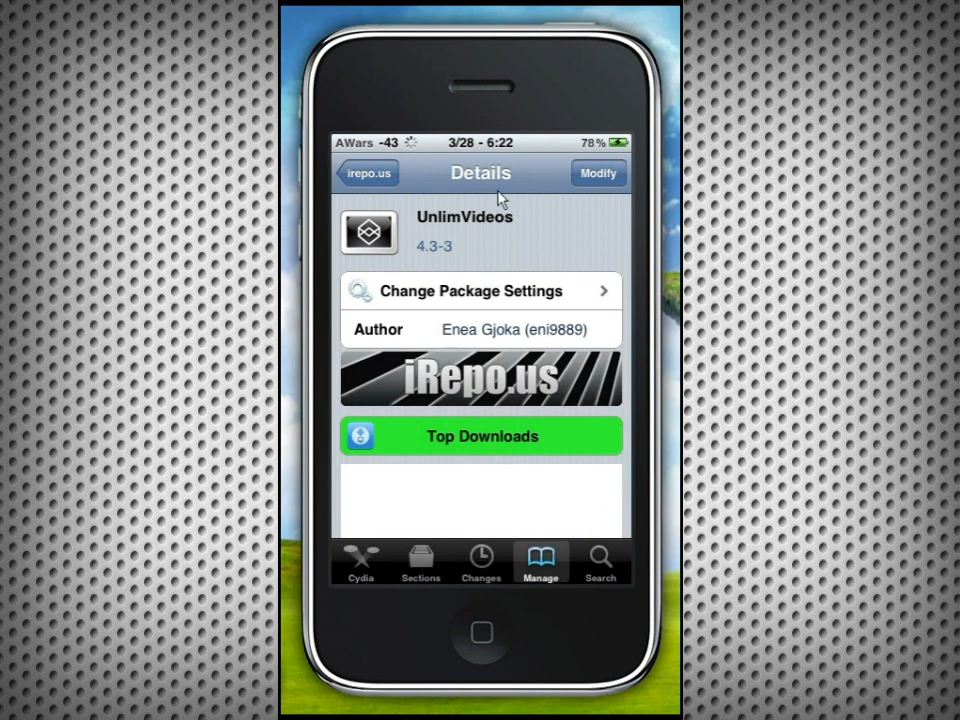 AWars -43 3/28 - 6:22 78%
irepo.us Details Modify
UnlimVideos
4.3-3
Change Package Settings
Author Enea Gjoka (eni9889)
iRepo.us
Top Downloads
Cydia Sections Changes Manage Search